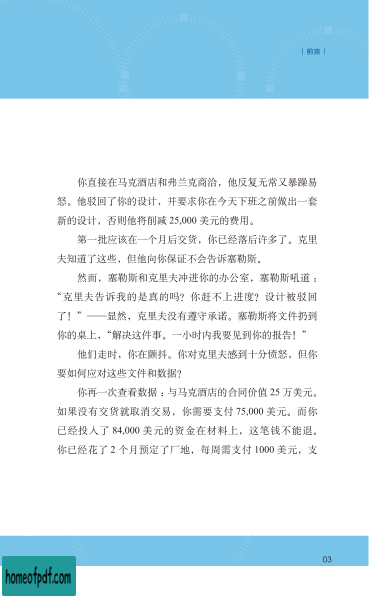 | 前言 |
你直接在马克酒店和弗兰克商洽，他反复无常又暴躁易
怒。他驳回了你的设计，并要求你在今天下班之前做出一套
新的设计，否则他将削减 25,000 美元的费用。
第一批应该在一个月后交货，你已经落后许多了。克里
夫知道了这些，但他向你保证不会告诉塞勒斯。
然而，塞勒斯和克里夫冲进你的办公室，塞勒斯吼道：
“克里夫告诉我的是真的吗？你赶不上进度？设计被驳回
了！”——显然，克里夫没有遵守承诺。塞勒斯将文件扔到
你的桌上，“解决这件事。一小时内我要见到你的报告！”
他们走时，你在颤抖。你对克里夫感到十分愤怒，但你
要如何应对这些文件和数据？
你再一次查看数据：与马克酒店的合同价值 25 万美元。
如果没有交货就取消交易，你需要支付 75,000 美元。而你
已经投入了 84,000 美元的资金在材料上，这笔钱不能退。
你已经花了 2 个月预定了厂地，每周需支付 1000 美元，支
03
homeofpdf.com